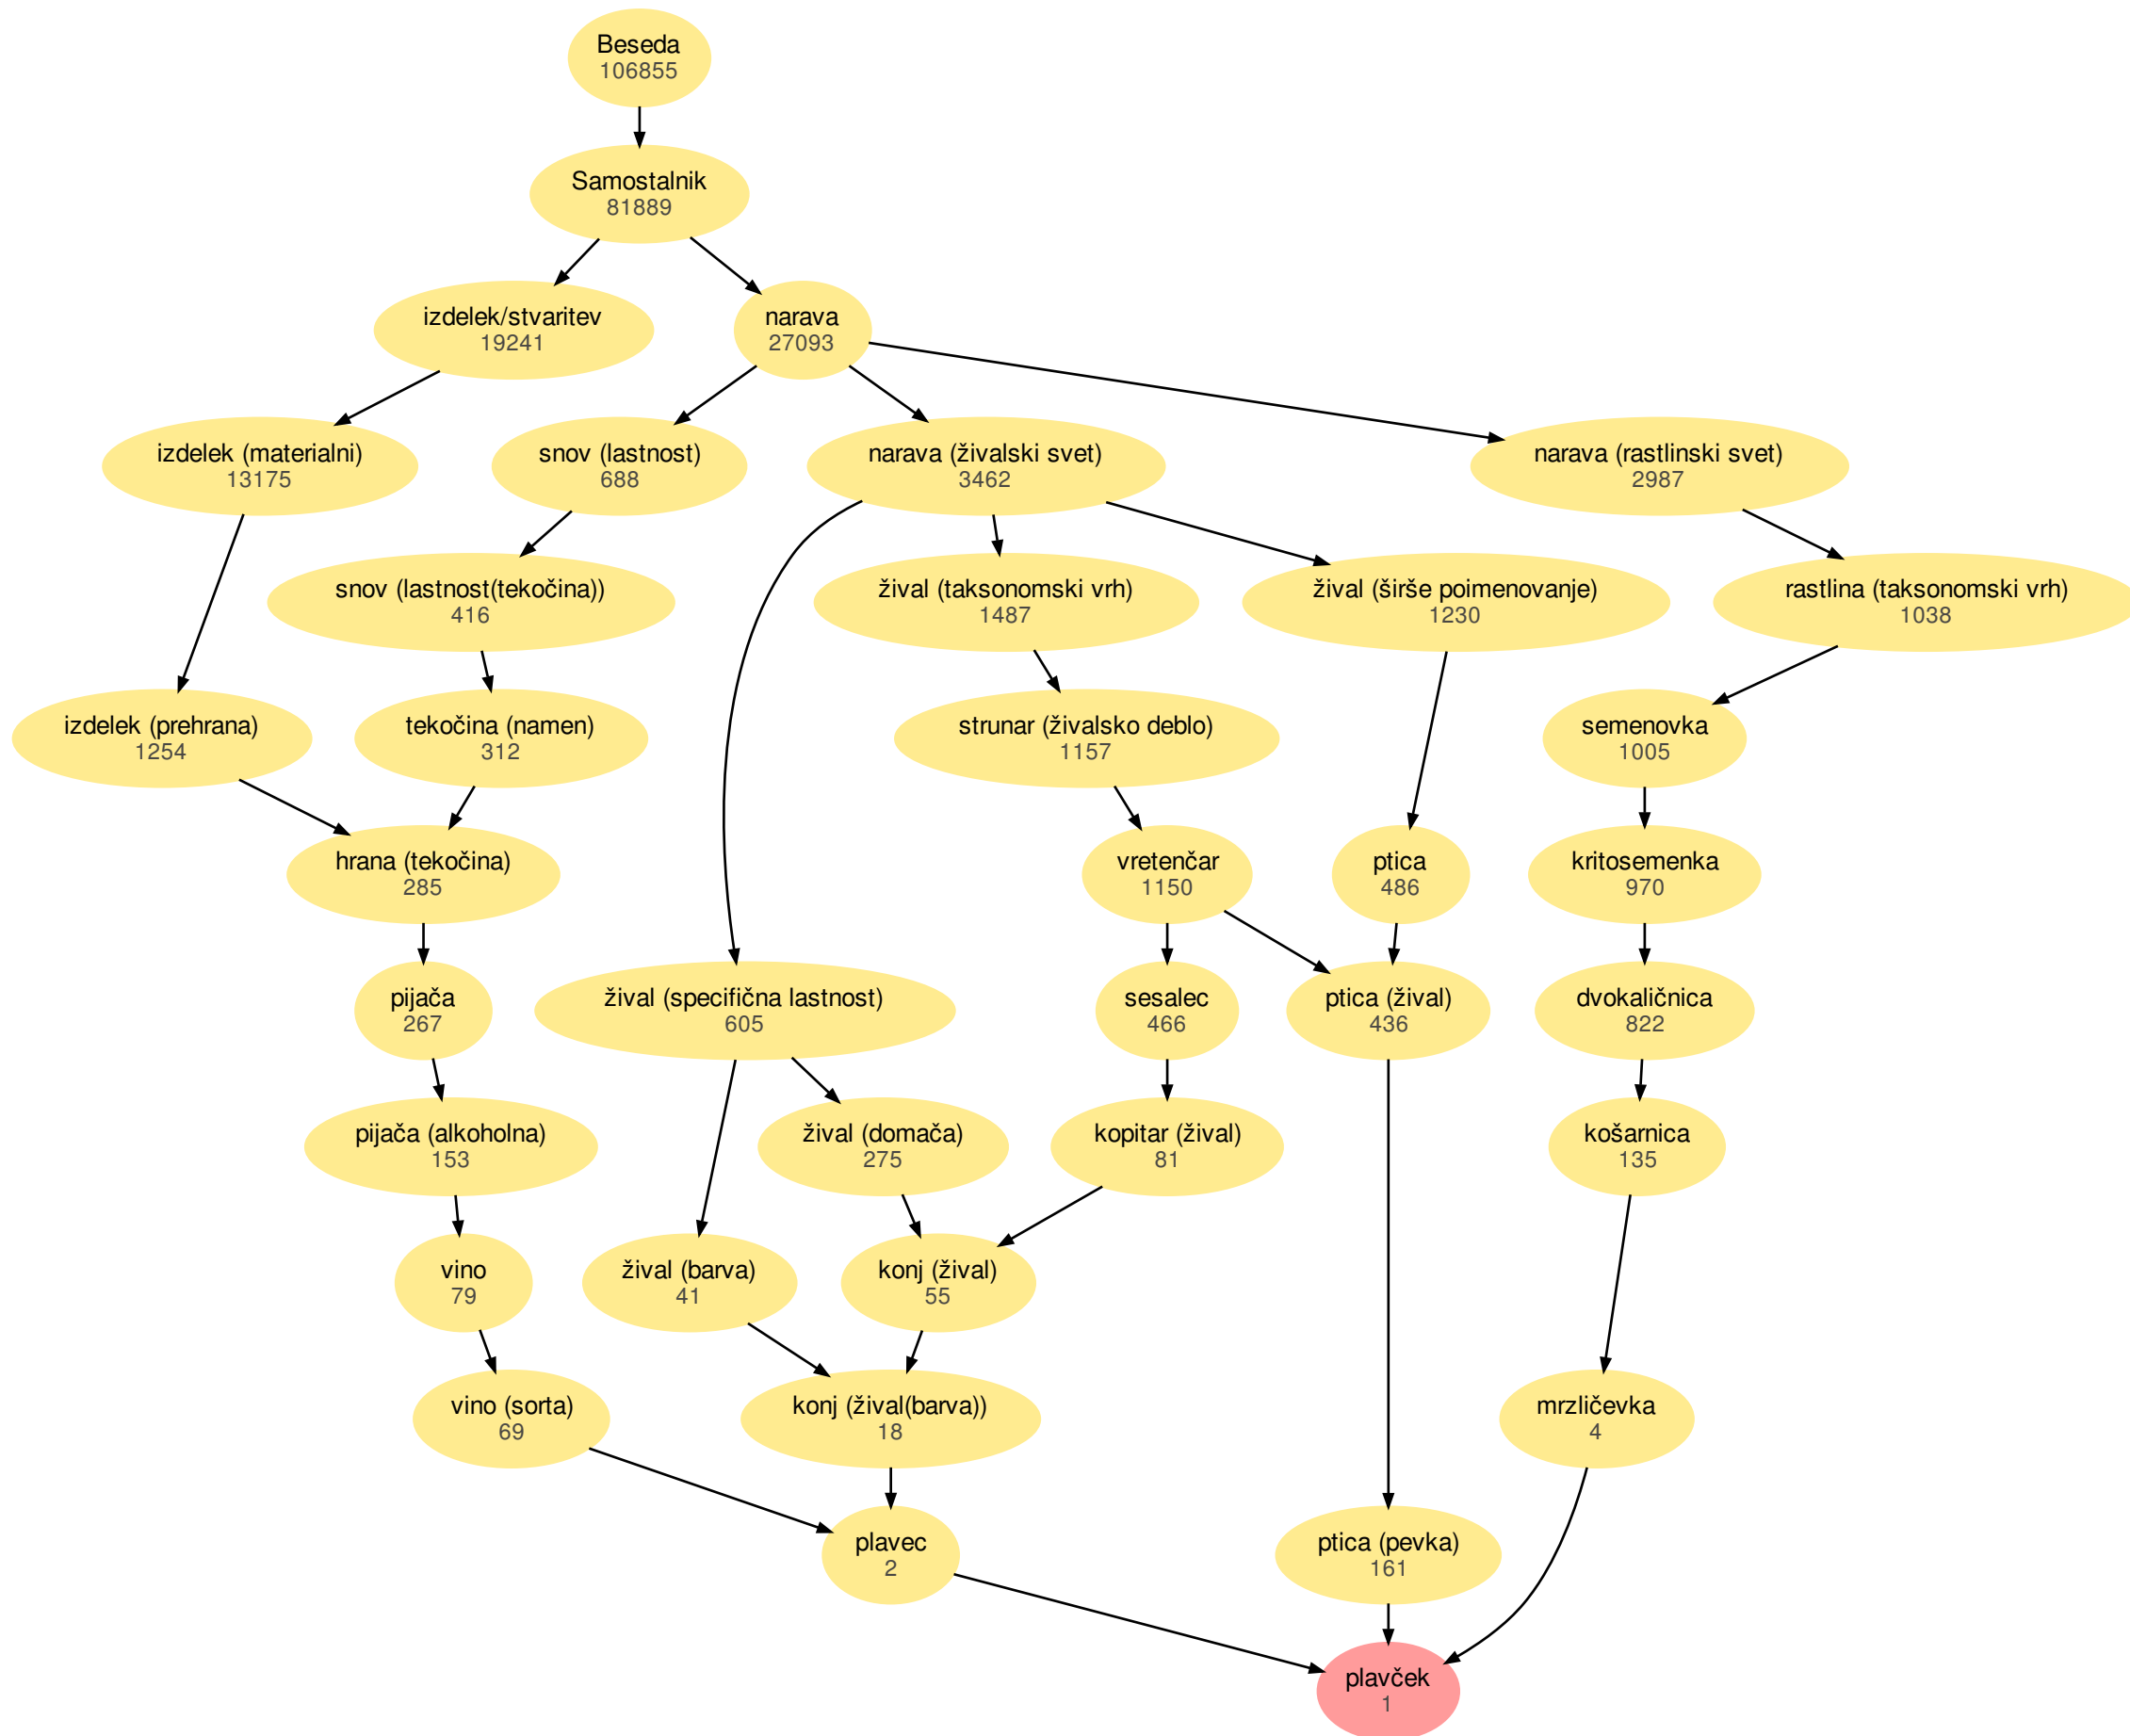 Beseda
106855
Samostalnik
81889
izdelek/stvaritev
19241
narava
27093
izdelek (materialni)
13175
snov (lastnost)
688
narava (živalski svet)
3462
narava (rastlinski svet)
2987
snov (lastnost(tekočina))
416
žival (taksonomski vrh)
1487
žival (širše poimenovanje)
1230
rastlina (taksonomski vrh)
1038
izdelek (prehrana)
1254
tekočina (namen)
312
strunar (živalsko deblo)
1157
semenovka
1005
hrana (tekočina)
285
vretenčar
1150
ptica
486
kritosemenka
970
pijača
267
žival (specifična lastnost)
605
sesalec
466
ptica (žival)
436
dvokaličnica
822
pijača (alkoholna)
153
žival (domača)
275
kopitar (žival)
81
košarnica
135
vino
79
žival (barva)
41
konj (žival)
55
vino (sorta)
69
konj (žival(barva))
18
mrzličevka
4
plavec
2
ptica (pevka)
161
plavček
1